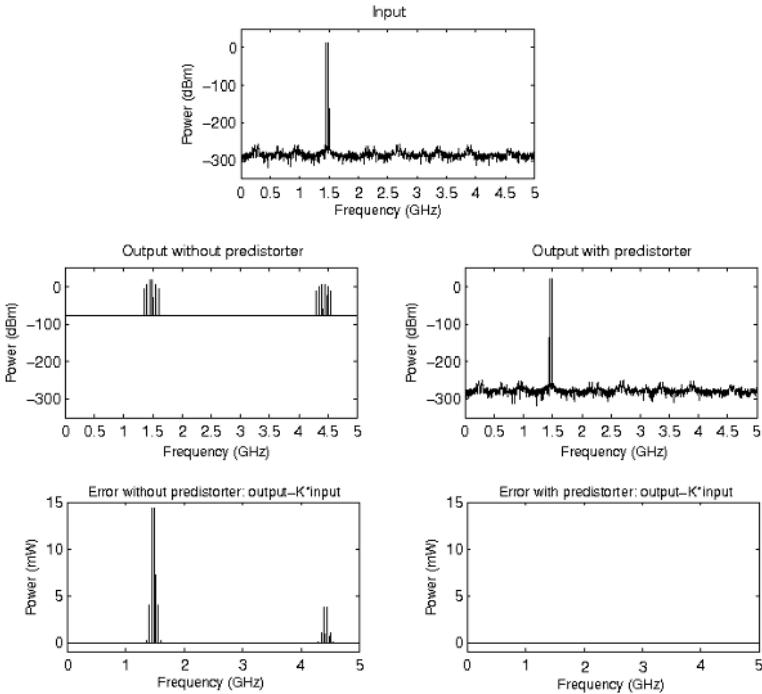 Input
0
−100
−200
−300
Power (dBm)
0 0.5 1 1.5 2 2.5 3 3.5 4 4.5 5
Frequency (GHz)
Output without predistorter
0
−100
−200
−300
Power (dBm)
0 0.5 1 1.5 2 2.5 3 3.5 4 4.5 5
Frequency (GHz)
Output with predistorter
0
−100
−200
−300
Power (dBm)
0 0.5 1 1.5 2 2.5 3 3.5 4 4.5 5
Frequency (GHz)
Error without predistorter: output−K*input
15
10
5
0
Power (mW)
0 1 2 3 4 5
Frequency (GHz)
Error with predistorter: output−K*input
15
10
5
0
Power (mW)
0 1 2 3 4 5
Frequency (GHz)